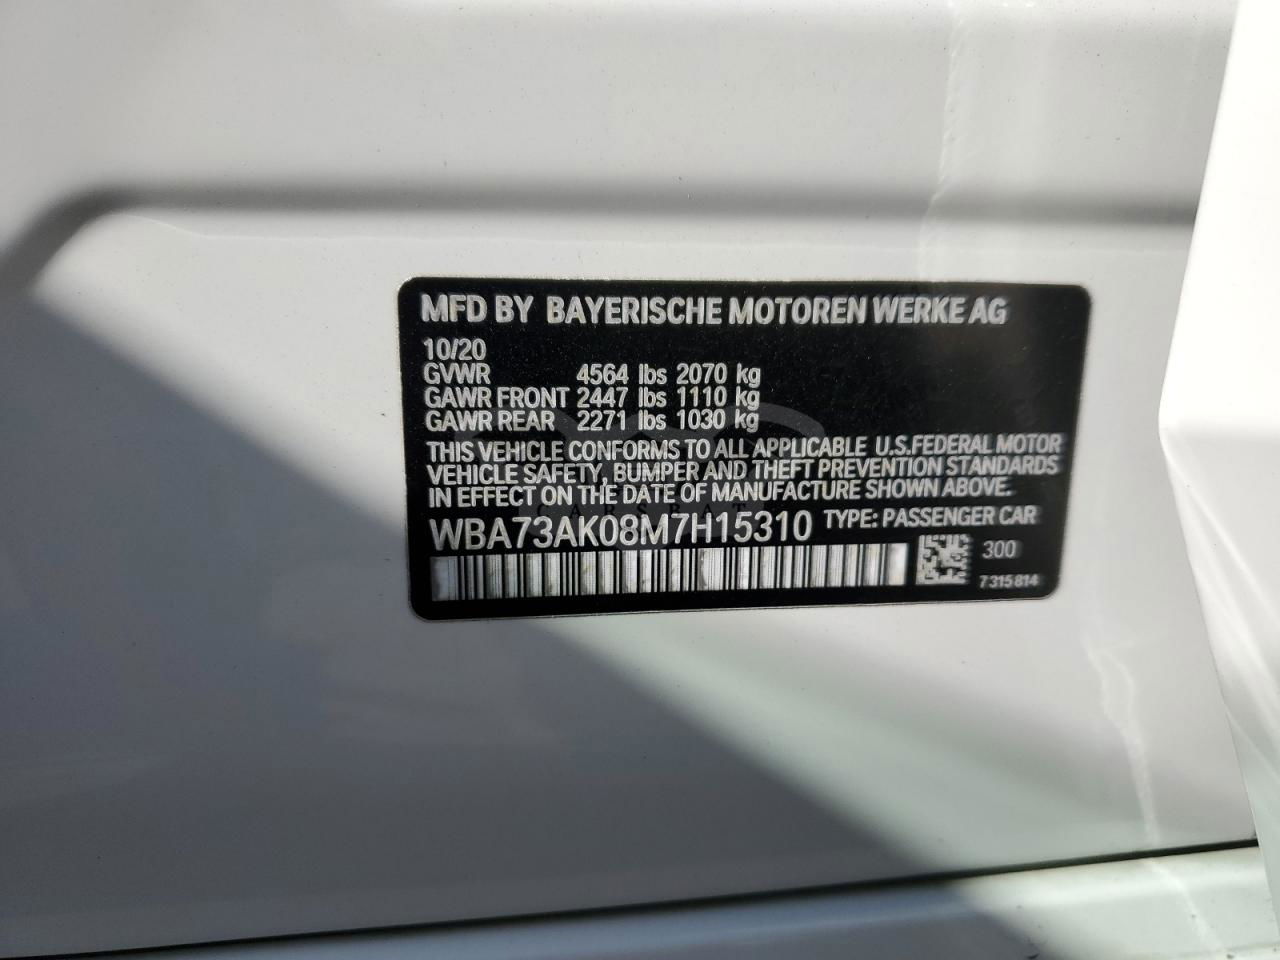 MFD BY BAYERISCHE MOTOREN WERKE AG
10/20
GVWR 4564 lbs 2070 kg
GAWR FRONT 2447 lbs 1110 kg
GAWR REAR 2271 lbs 1030 kg
THIS VEHICLE CONFORMS TO ALL APPLICABLE U.S.FEDERAL MOTOR
VEHICLE SAFETY, BUMPER AND THEFT PREVENTION STANDARDS
IN EFFECT ON THE DATE OF MANUFACTURE SHOWN ABOVE.
WBA73AK08M7H15310 TYPE: PASSENGER CAR
300
7315814